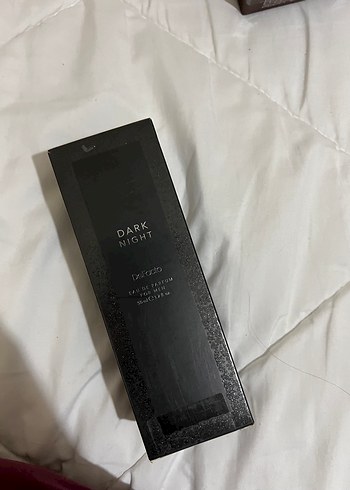 DARK
NIGHT
DeFacto
EAU DE PARFUM
FOR MEN